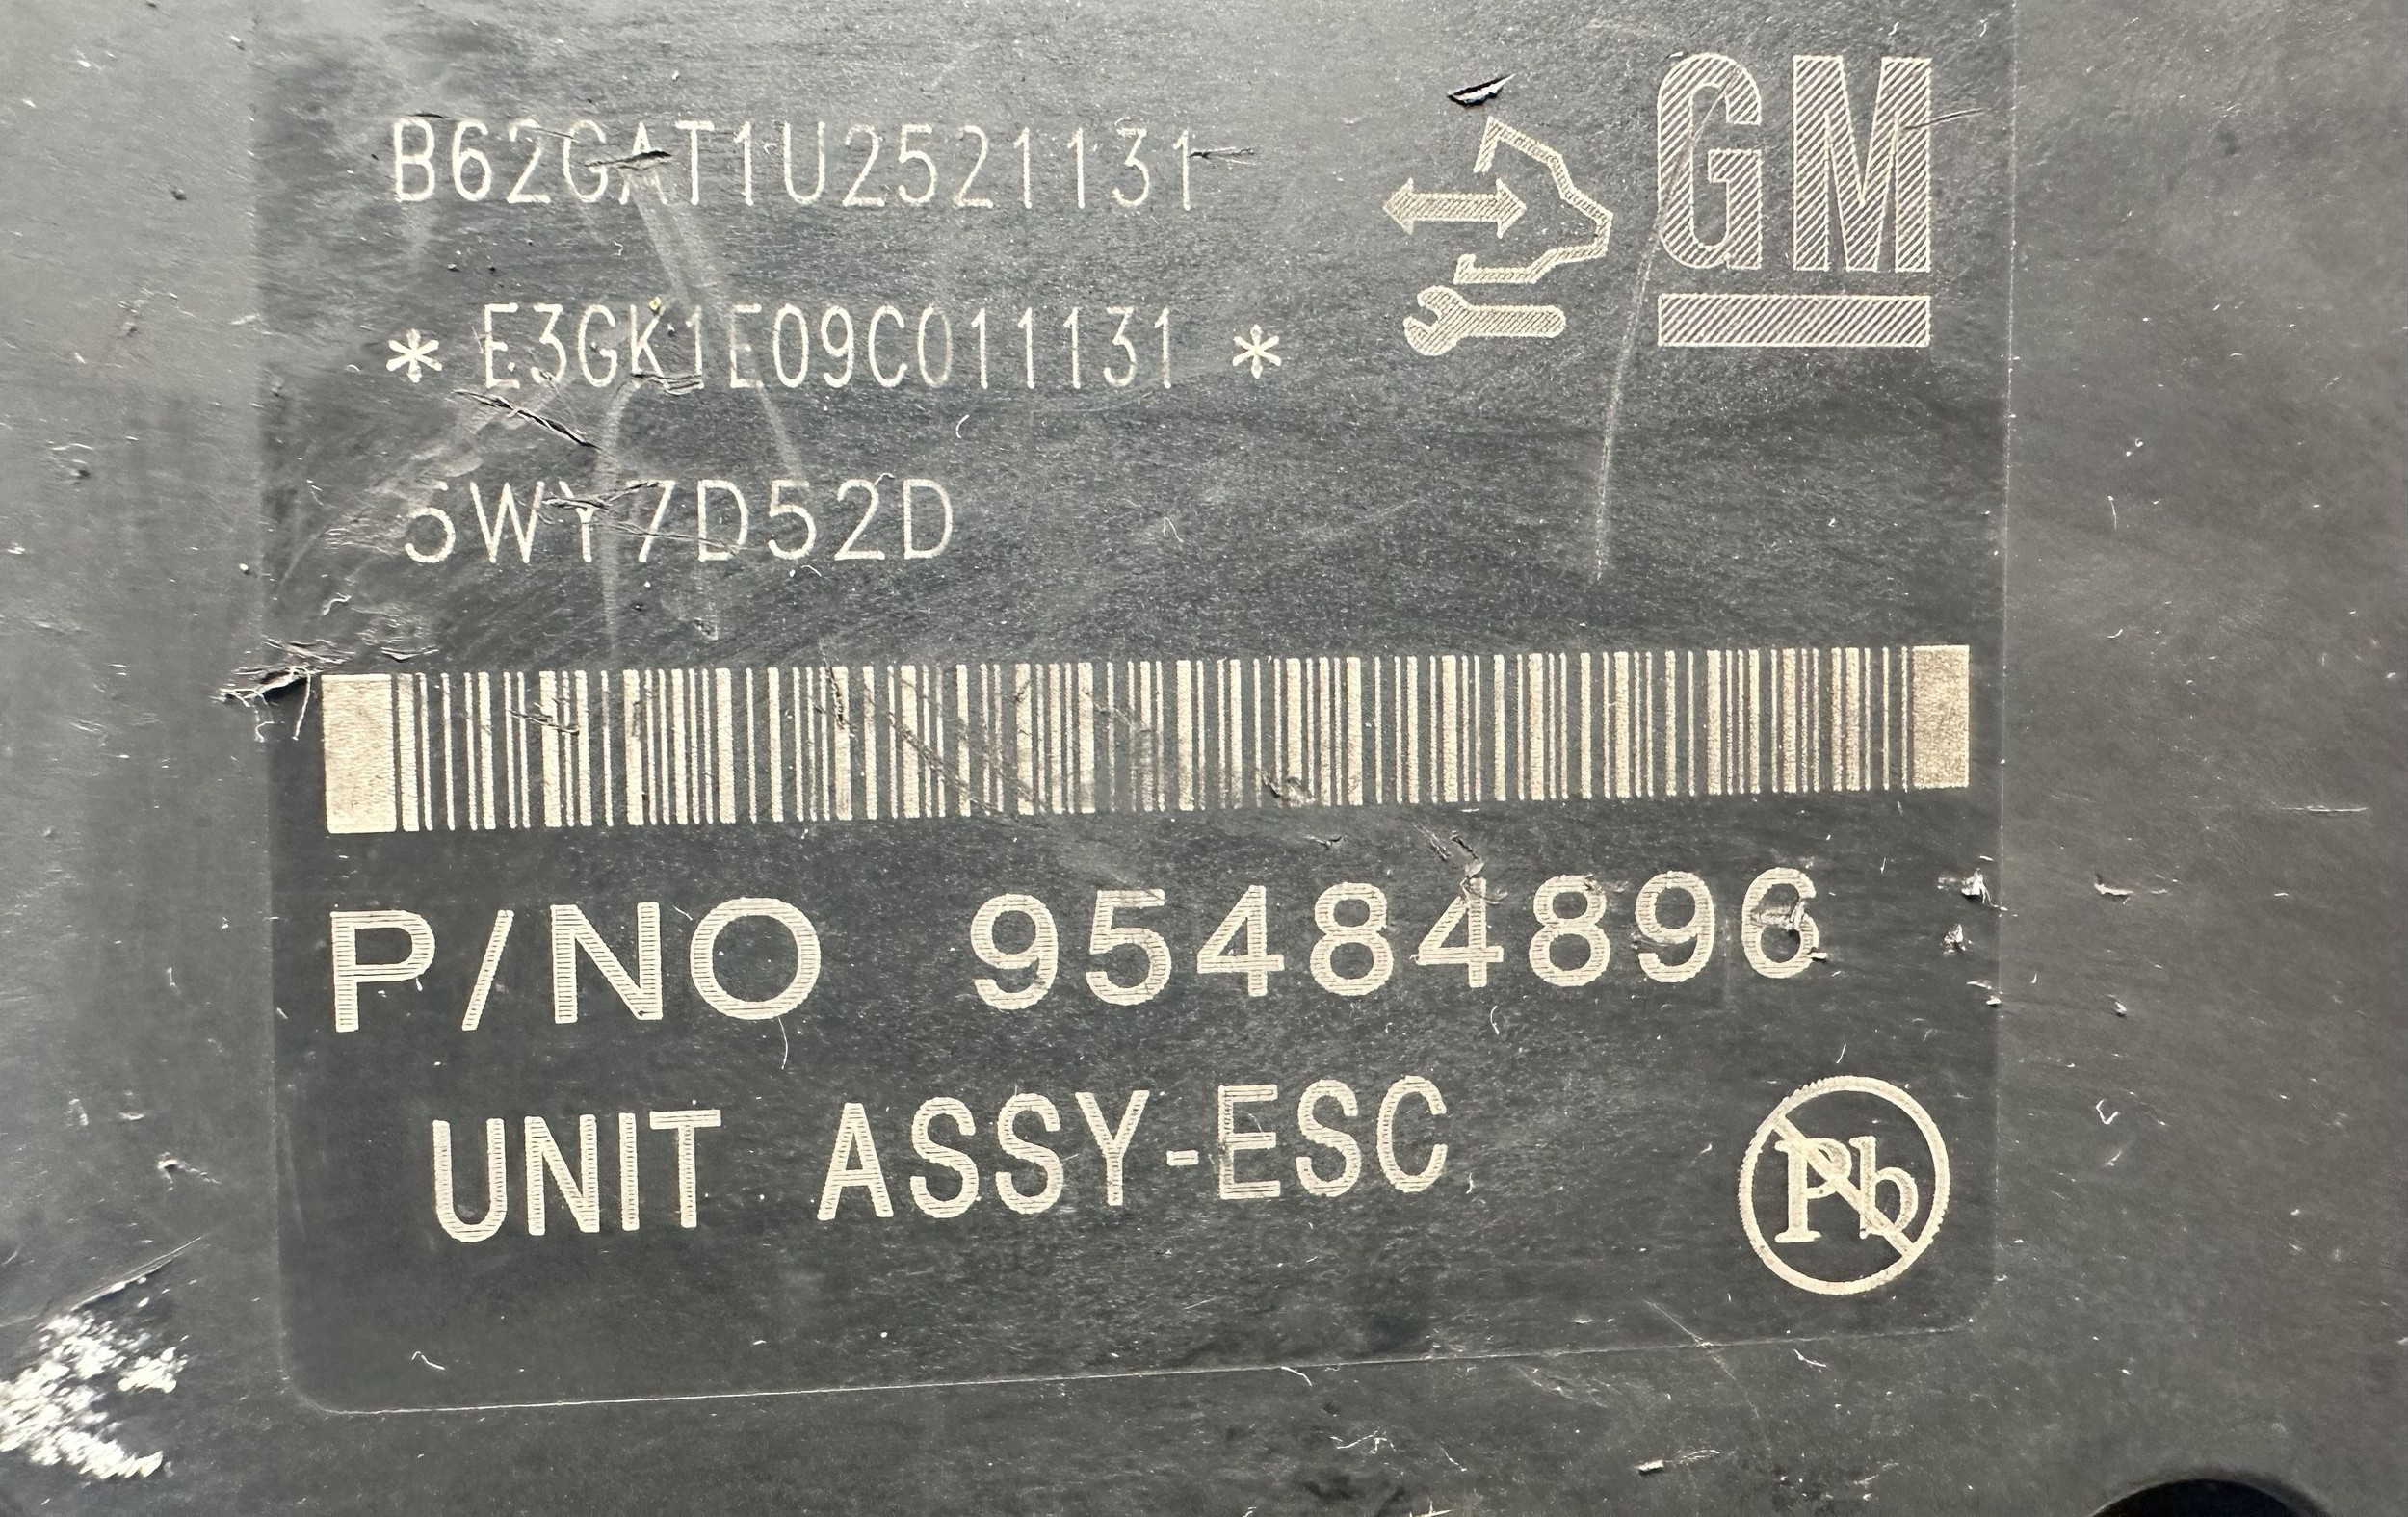 B62GAT1U2521131
GM
* E3GK1E09C011131 *
5WY7D52D
P/NO 95484896
UNIT ASSY-ESC
Pb